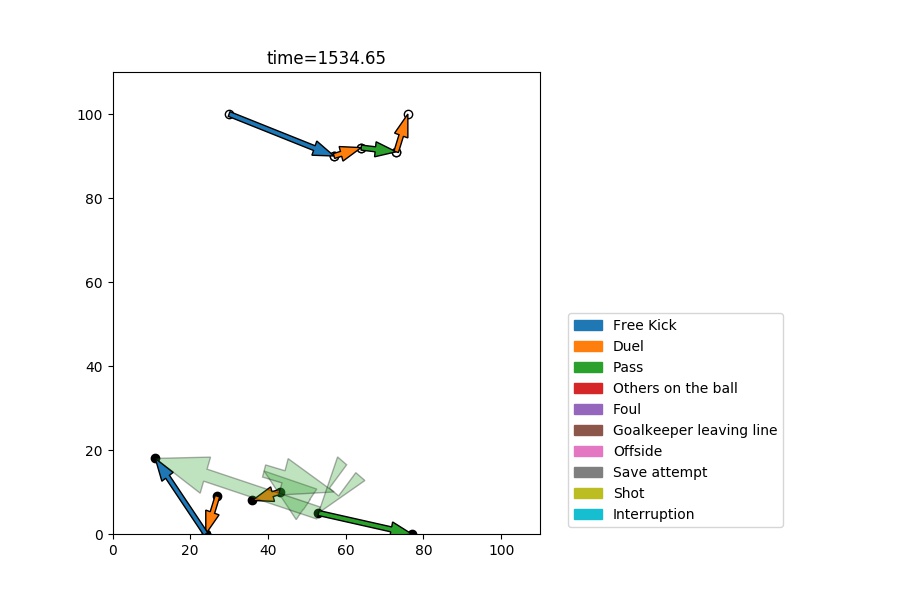 time=1534.65
100
80
60
40
20
0
0 20 40 60 80 100
Free Kick
Duel
Pass
Others on the ball
Foul
Goalkeeper leaving line
Offside
Save attempt
Shot
Interruption